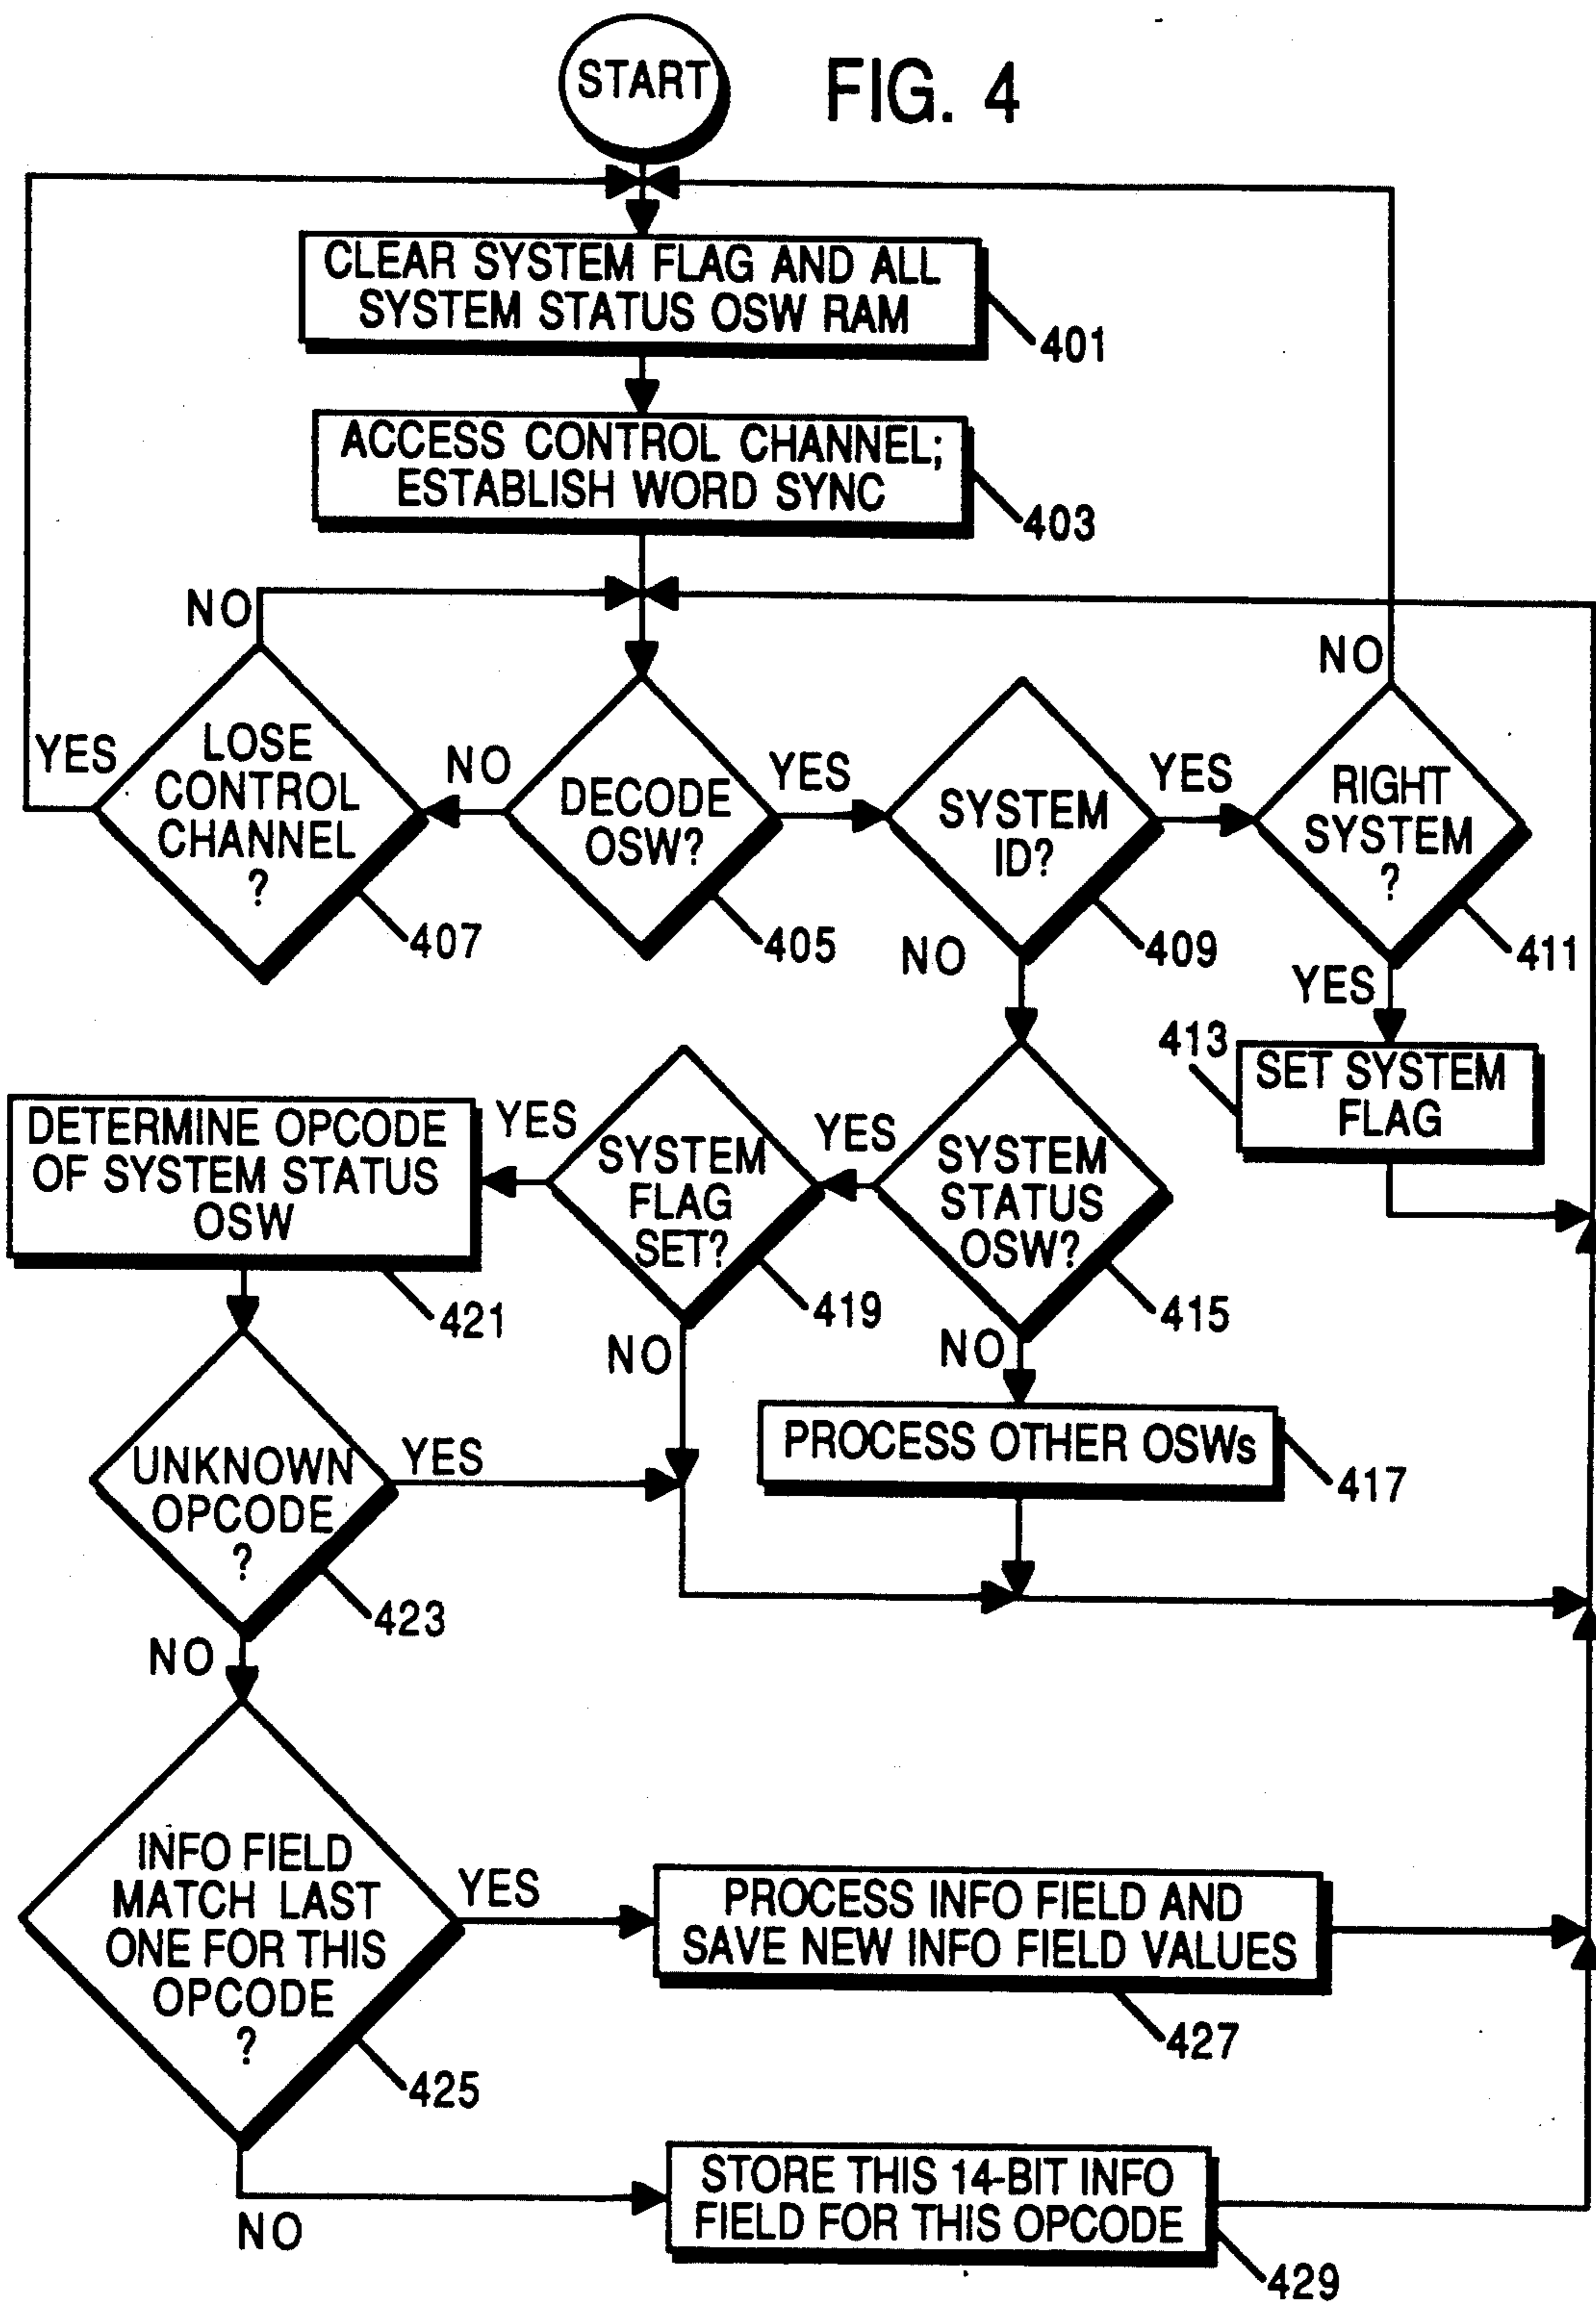 START
FIG. 4
CLEAR SYSTEM FLAG AND ALL
SYSTEM STATUS OSW RAM
401
ACCESS CONTROL CHANNEL;
ESTABLISH WORD SYNC
403
NO
NO
YES
LOSE
CONTROL
CHANNEL
?
407
NO
DECODE
OSW?
405
YES
SYSTEM
ID?
409
YES
RIGHT
SYSTEM
?
411
NO
YES
413
SET SYSTEM
FLAG
DETERMINE OPCODE
OF SYSTEM STATUS
OSW
421
YES
SYSTEM
FLAG
SET?
419
YES
SYSTEM
STATUS
OSW?
415
NO
NO
PROCESS OTHER OSWs
417
UNKNOWN
OPCODE
?
423
YES
NO
INFO FIELD
MATCH LAST
ONE FOR THIS
OPCODE
?
425
YES
PROCESS INFO FIELD AND
SAVE NEW INFO FIELD VALUES
427
NO
STORE THIS 14-BIT INFO
FIELD FOR THIS OPCODE
429